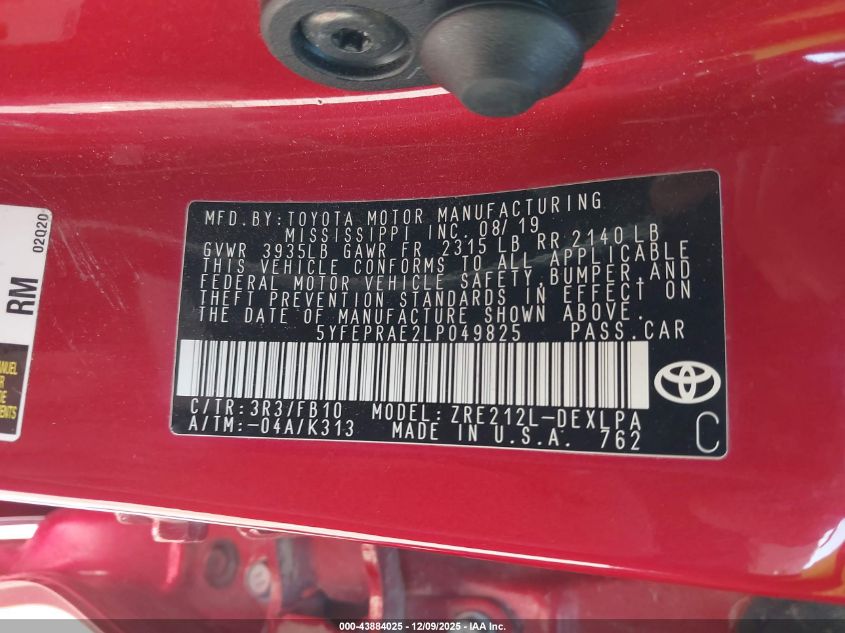 MFD.BY:TOYOTA MOTOR MANUFACTURING
MISSISSIPPI INC. 08/19
GVWR 3935LB GAWR FR 2315 LB RR 2140 LB
THIS VEHICLE CONFORMS TO ALL APPLICABLE
FEDERAL MOTOR VEHICLE SAFETY,BUMPER,AND
THEFT PREVENTION STANDARDS IN EFFECT ON
THE DATE OF MANUFACTURE SHOWN ABOVE.
5YFEPRAE2LP049825 PASS.CAR
C/TR:3R3/FB10 MODEL:ZRE212L-DEXLPA
A/TM:-04A/K313 MADE IN U.S.A. 762
C
RM
02Q20
MANUEL
DE
000-43884025 - 12/09/2025 - IAA Inc.